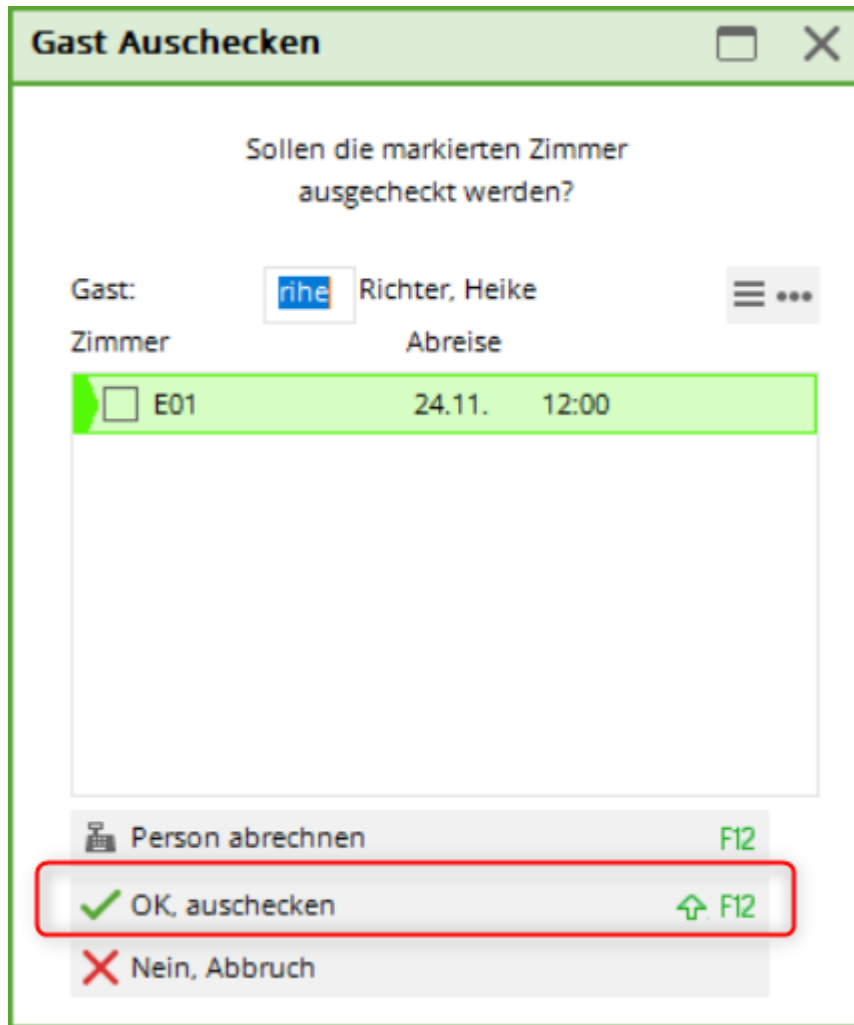 Gast Auschecken
Sollen die markierten Zimmer
ausgecheckt werden?
Gast: rihe Richter, Heike
Zimmer Abreise
E01 24.11. 12:00
Person abrechnen F12
OK, auschecken F12
Nein, Abbruch